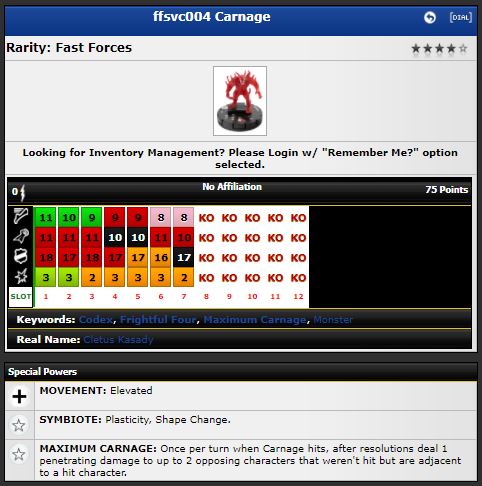 ffsvc004 Carnage [DIAL]
Rarity: Fast Forces
Looking for Inventory Management? Please Login w/ "Remember Me?" option
selected.
0 No Affiliation 75 Points
11 10 9 9 9 8 8 KO KO KO KO KO
11 11 11 10 10 11 10 KO KO KO KO KO
18 17 18 17 17 16 17 KO KO KO KO KO
3 3 2 3 3 3 2 KO KO KO KO KO
SLOT 1 2 3 4 5 6 7 8 9 10 11 12
Keywords: Codex, Frightful Four, Maximum Carnage, Monster
Real Name: Cletus Kasady
Special Powers
MOVEMENT: Elevated
SYMBIOTE: Plasticity, Shape Change.
MAXIMUM CARNAGE: Once per turn when Carnage hits, after resolutions deal 1
penetrating damage to up to 2 opposing characters that weren't hit but are adjacent
to a hit character.